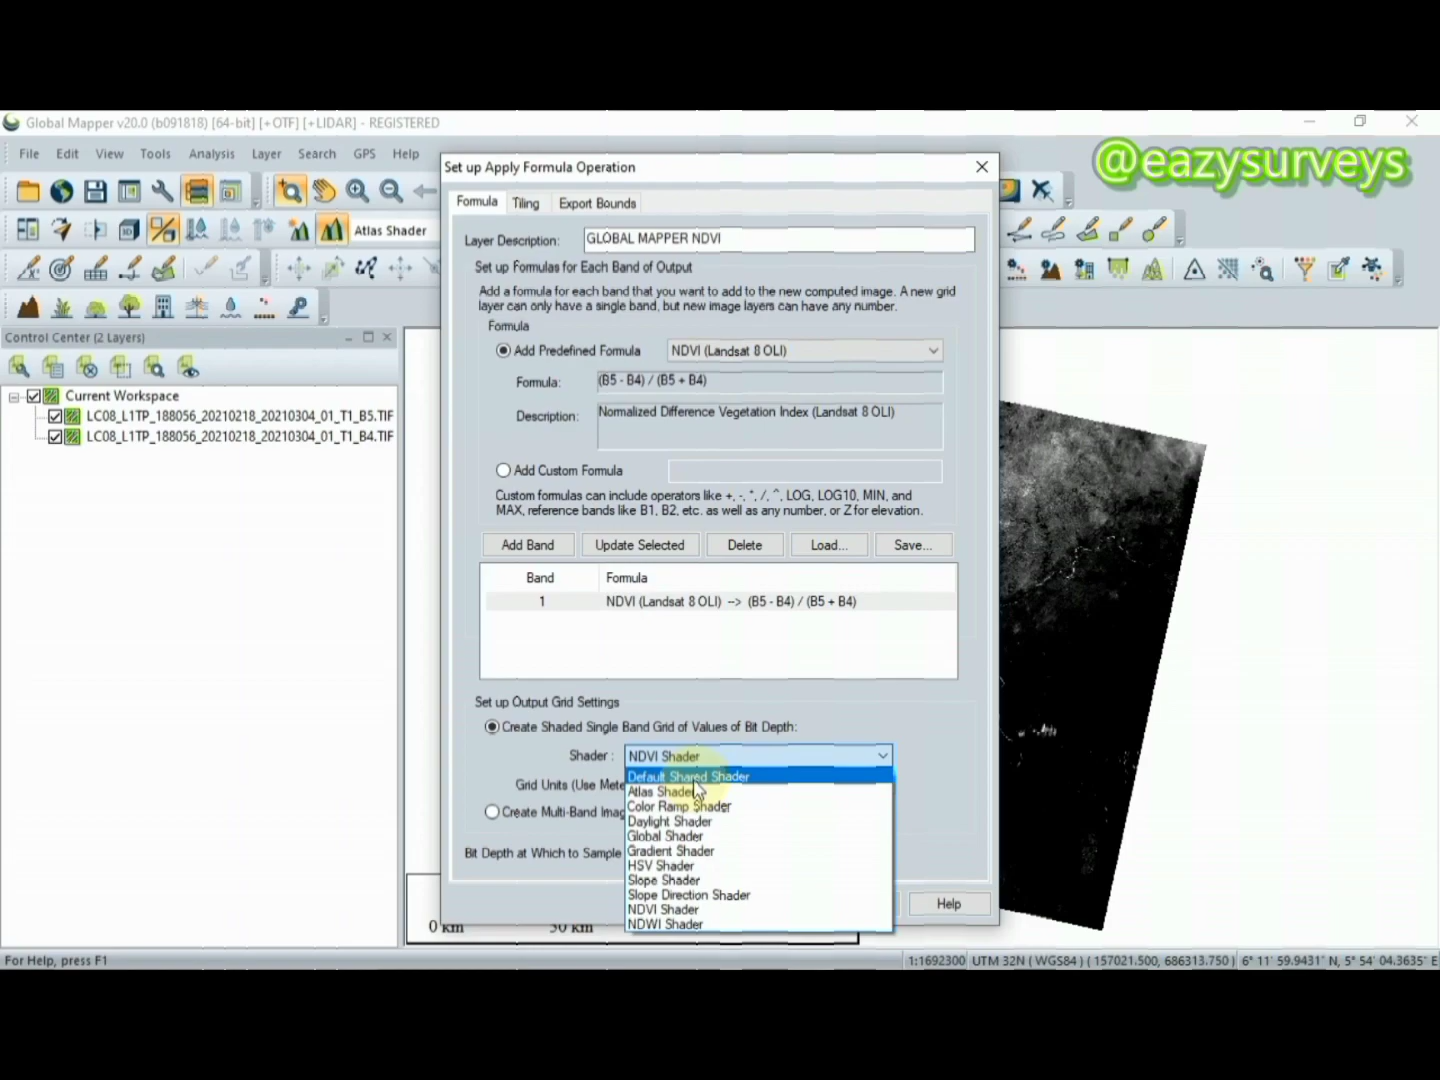 Global Mapper v20.0 (b091818) [64-bit] [+OTF] [+LIDAR] - REGISTERED
@eazysurveys
File Edit View Tools Analysis Layer Search GPS Help
Set up Apply Formula Operation
Formula Tiling Export Bounds
Atlas Shader
Layer Description: GLOBAL MAPPER NDVI
Set up Formulas for Each Band of Output
Add a formula for each band that you want to add to the new computed image. A new grid
layer can only have a single band, but new image layers can have any number.
Formula
Add Predefined Formula NDVI (Landsat 8 OLI)
Formula: (B5 - B4) / (B5 + B4)
Description: Normalized Difference Vegetation Index (Landsat 8 OLI)
Add Custom Formula
Custom formulas can include operators like +, -, *, /, ^, LOG, LOG10, MIN, and
MAX, reference bands like B1, B2, etc. as well as any number, or Z for elevation.
Add Band Update Selected Delete Load... Save...
Band Formula
1 NDVI (Landsat 8 OLI) --> (B5 - B4) / (B5 + B4)
Set up Output Grid Settings
Create Shaded Single Band Grid of Values of Bit Depth:
Shader: NDVI Shader
Default Shared Shader
Atlas Shader
Color Ramp Shader
Daylight Shader
Global Shader
Gradient Shader
HSV Shader
Slope Shader
Slope Direction Shader
NDVI Shader
NDWI Shader
Grid Units (Use Mete
Create Multi-Band Imag
Bit Depth at Which to Sample
Help
Control Center (2 Layers)
Current Workspace
LC08_L1TP_188056_20210218_20210304_01_T1_B5.TIF
LC08_L1TP_188056_20210218_20210304_01_T1_B4.TIF
0 km 50 km
For Help, press F1
1:1692300 UTM 32N ( WGS84 ) ( 157021.500, 686313.750 ) 6° 11' 59.9431" N, 5° 54' 04.3635" E